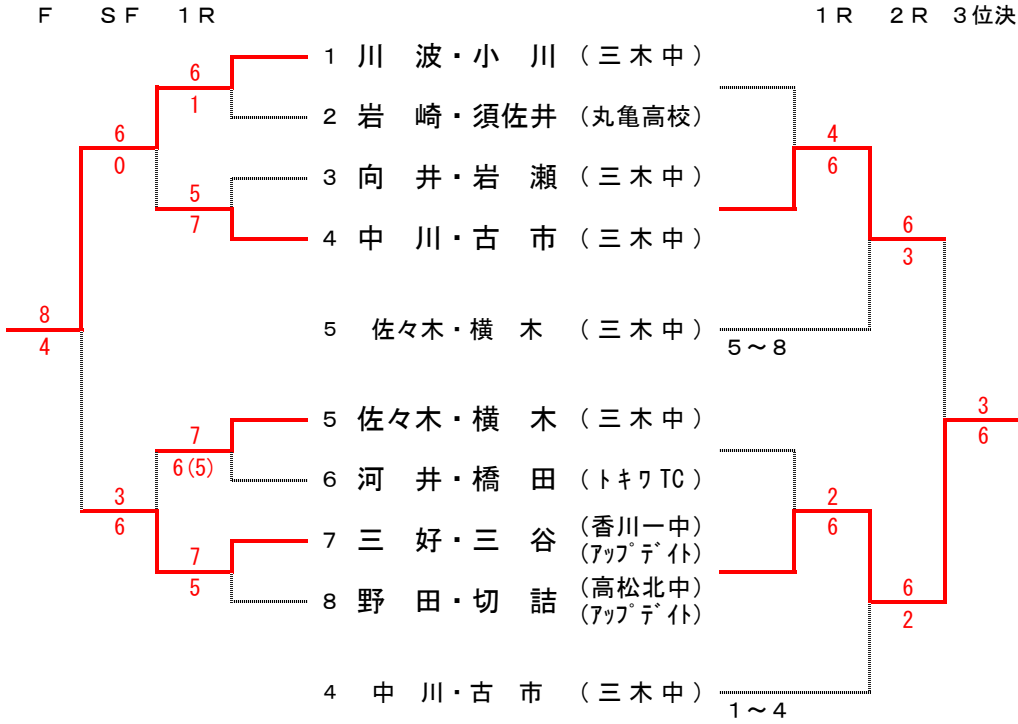 F ＳＦ １Ｒ １Ｒ ２Ｒ ３位決
1 川 波・小 川 （三木中）
6
1
2 岩 崎・須佐井 （丸亀高校）
6
0
4
6
3 向 井・岩 瀬 （三木中）
5
7
4 中 川・古 市 （三木中）
6
3
8
4
5 佐々木・横 木 （三木中）
５～８
5 佐々木・横 木 （三木中）
7
6(5)
3
6
6 河 井・橋 田 （ﾄｷﾜTC）
3
6
2
6
7 三 好・三 谷 （香川一中）
（ｱｯﾌﾟﾃﾞｲﾄ）
7
5
8 野 田・切 詰 （高松北中）
（ｱｯﾌﾟﾃﾞｲﾄ）
6
2
4 中 川・古 市 （三木中）
１～４